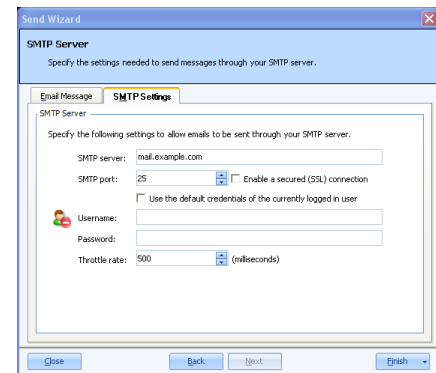 Send Wizard
SMTP Server
Specify the settings needed to send messages through your SMTP server.
Email Message SMTP Settings
SMTP Server
Specify the following settings to allow emails to be sent through your SMTP server.
SMTP server: mail.example.com
SMTP port: 25 Enable a secured (SSL) connection
Use the default credentials of the currently logged in user
Username:
Password:
Throttle rate: 500 (milliseconds)
Close Back Next Finish